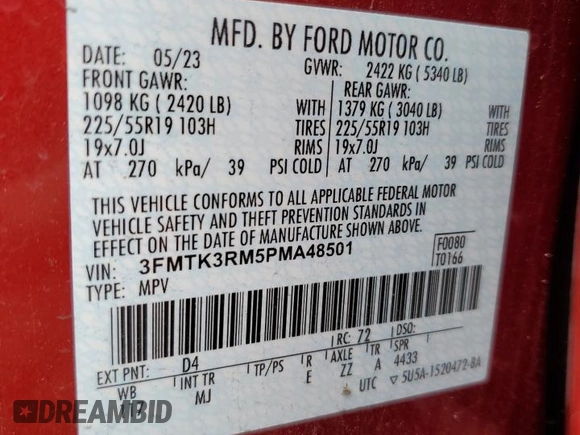 MFD. BY FORD MOTOR CO.
DATE: 05/23 GVWR: 2422 KG ( 5340 LB)
FRONT GAWR: REAR GAWR:
1098 KG ( 2420 LB) WITH 1379 KG ( 3040 LB) WITH
225/55R19 103H TIRES 225/55R19 103H TIRES
19x7.0J RIMS 19x7.0J RIMS
AT 270 kPa/ 39 PSI COLD AT 270 kPa/ 39 PSI COLD
THIS VEHICLE CONFORMS TO ALL APPLICABLE FEDERAL MOTOR
VEHICLE SAFETY AND THEFT PREVENTION STANDARDS IN
EFFECT ON THE DATE OF MANUFACTURE SHOWN ABOVE.
VIN: 3FMTK3RM5PMA48501 F0080
TYPE: MPV T0166
EXT PNT: D4 RC: 72 DSO:
WB INT TR TP/PS R AXLE TR SPR
MJ E ZZ A 4433
UTC ▽5U5A-1520472-BA
DREAMBID